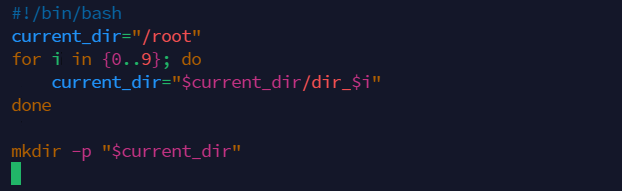 #!/bin/bash
current_dir="/root"
for i in {0..9}; do
    current_dir="$current_dir/dir_$i"
done

mkdir -p "$current_dir"